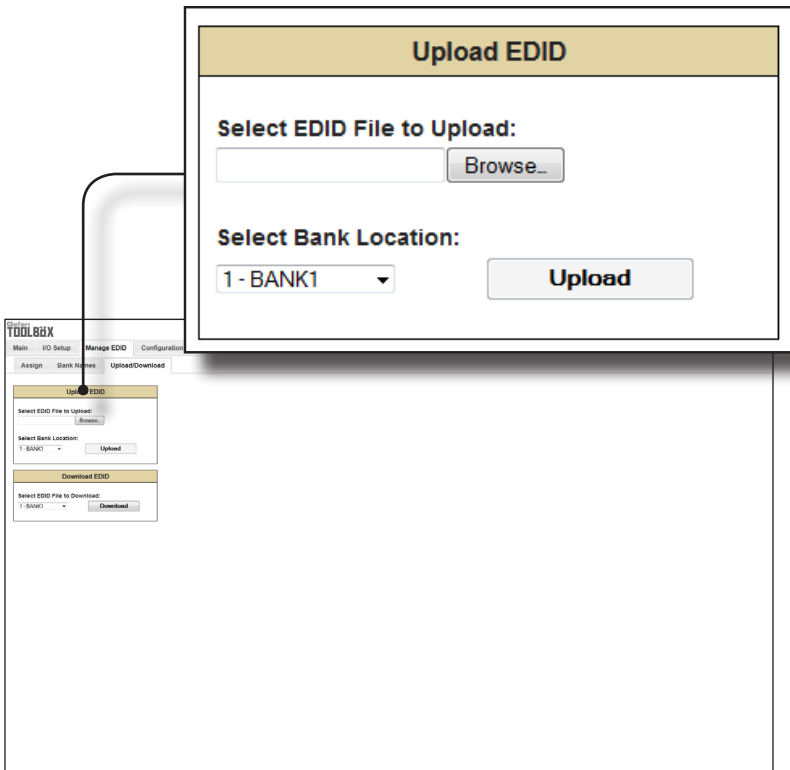 Upload EDID
Select EDID File to Upload:
Browse...
Select Bank Location:
1 - BANK1 Upload
Gefen
TOOLBOX
Main I/O Setup Manage EDID Configuration
Assign Bank Names Upload/Download
Upload EDID
Select EDID File to Upload:
Browse...
Select Bank Location:
1 - BANK1 Upload
Download EDID
Select EDID File to Download:
1 - BANK1 Download